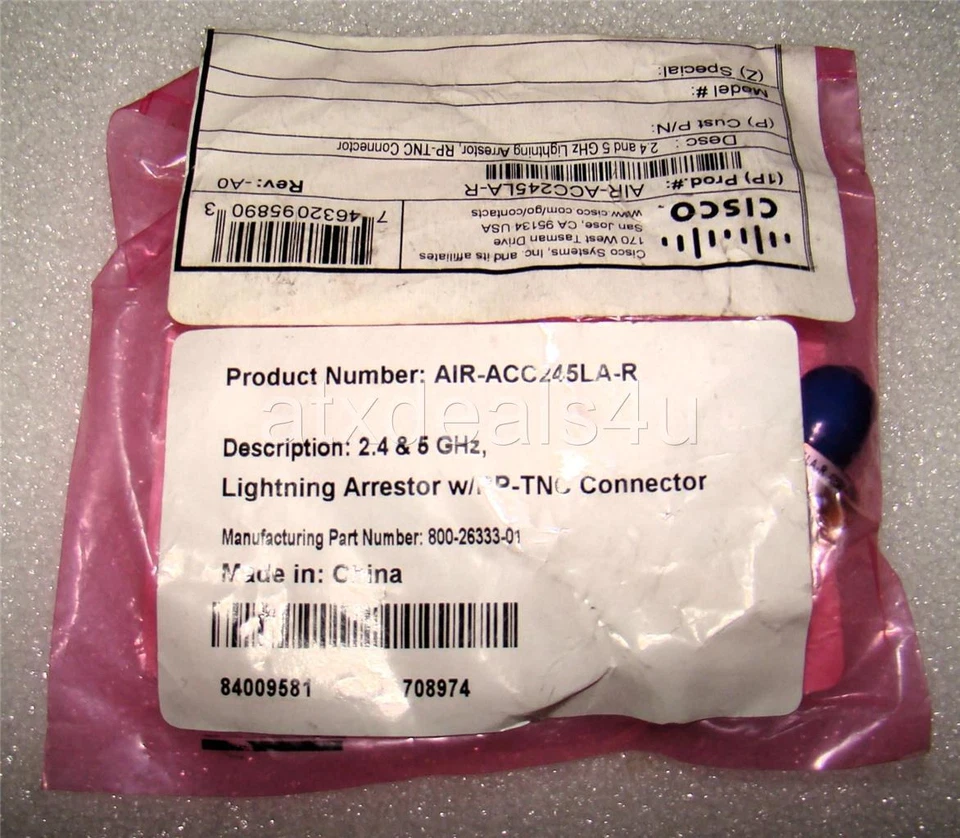 (Z) Special:
Model #:
(P) Cust P/N:
Desc : 2.4 and 5 GHz Lightning Arrestor, RP-TNC Connector
(1P) Prod.#: AIR-ACC245LA-R Rev:-A0
CISCO
Cisco Systems, Inc. and its affiliates
170 West Tasman Drive
San Jose, CA 95134 USA
www.cisco.com/go/contacts
7 46320 95890 3
Product Number: AIR-ACC245LA-R
atxdeals4u
Description: 2.4 & 5 GHz,
Lightning Arrestor w/RP-TNC Connector
Manufacturing Part Number: 800-26333-01
Made in: China
84009581 708974